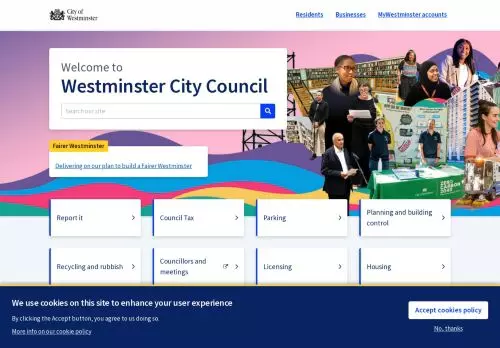 City of
Westminster
Residents
Businesses
MyWestminster accounts
Welcome to
Westminster City Council
Search our site
Fairer Westminster
Delivering on our plan to build a Fairer Westminster
Report it
Council Tax
Parking
Planning and building
control
Recycling and rubbish
Councillors and
meetings
Licensing
Housing
We use cookies on this site to enhance your user experience
By clicking the Accept button, you agree to us doing so.
More info on our cookie policy
Accept cookies policy
No, thanks